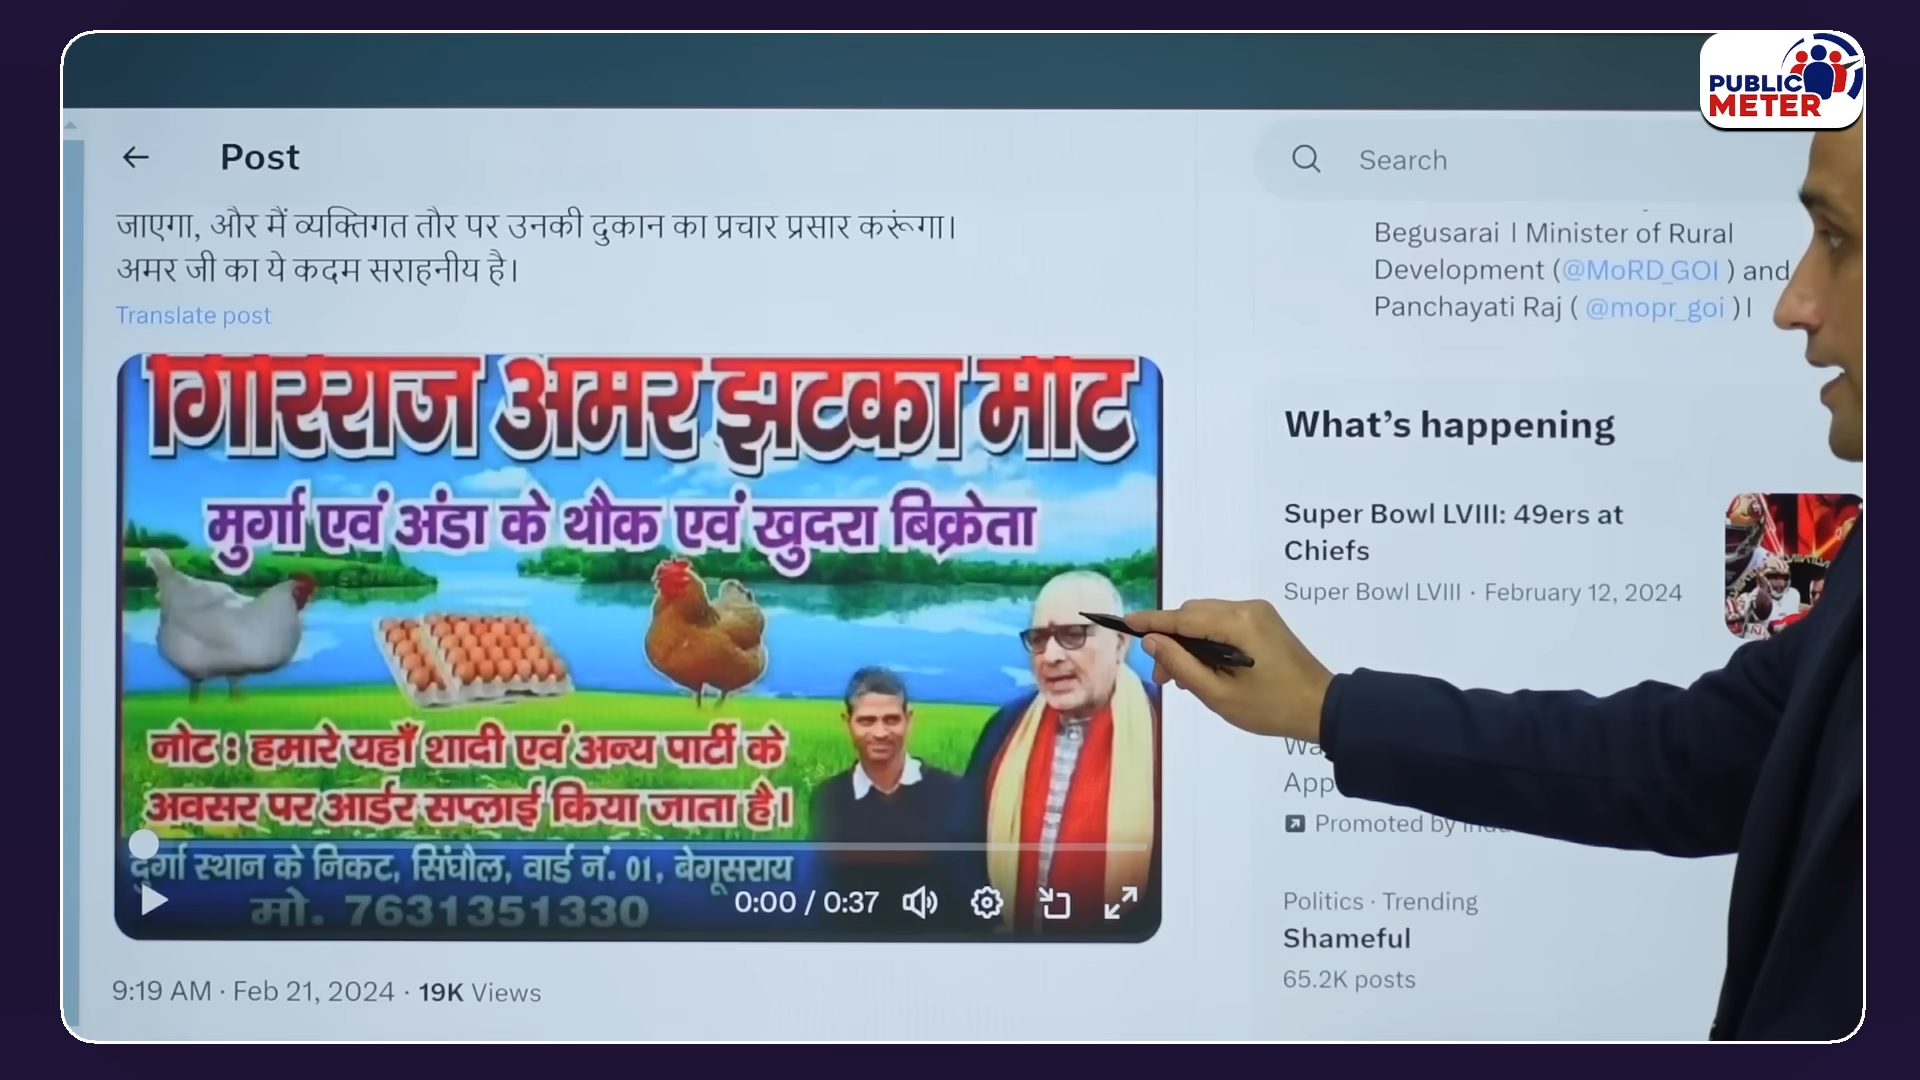 PUBLIC
METER
Post
Search
जाएगा, और मैं व्यक्तिगत तौर पर उनकी दुकान का प्रचार प्रसार करूंगा।
अमर जी का ये कदम सराहनीय है।
Translate post
Begusarai | Minister of Rural
Development (@MoRD_GOI ) and
Panchayati Raj ( @mopr_goi )|
गिरिराज अमर झटका मीट
मुर्गा एवं अंडा के थौक एवं खुदरा बिक्रेता
नोट : हमारे यहाँ शादी एवं अन्य पार्टी के
अवसर पर आर्डर सप्लाई किया जाता है।
दुर्गा स्थान के निकट, सिंघौल, वार्ड नं. 01, बेगूसराय
मो. 7631351330
0:00 / 0:37
9:19 AM · Feb 21, 2024 · 19K Views
What's happening
Super Bowl LVIII: 49ers at
Chiefs
Super Bowl LVIII · February 12, 2024
Promoted by
Politics · Trending
Shameful
65.2K posts